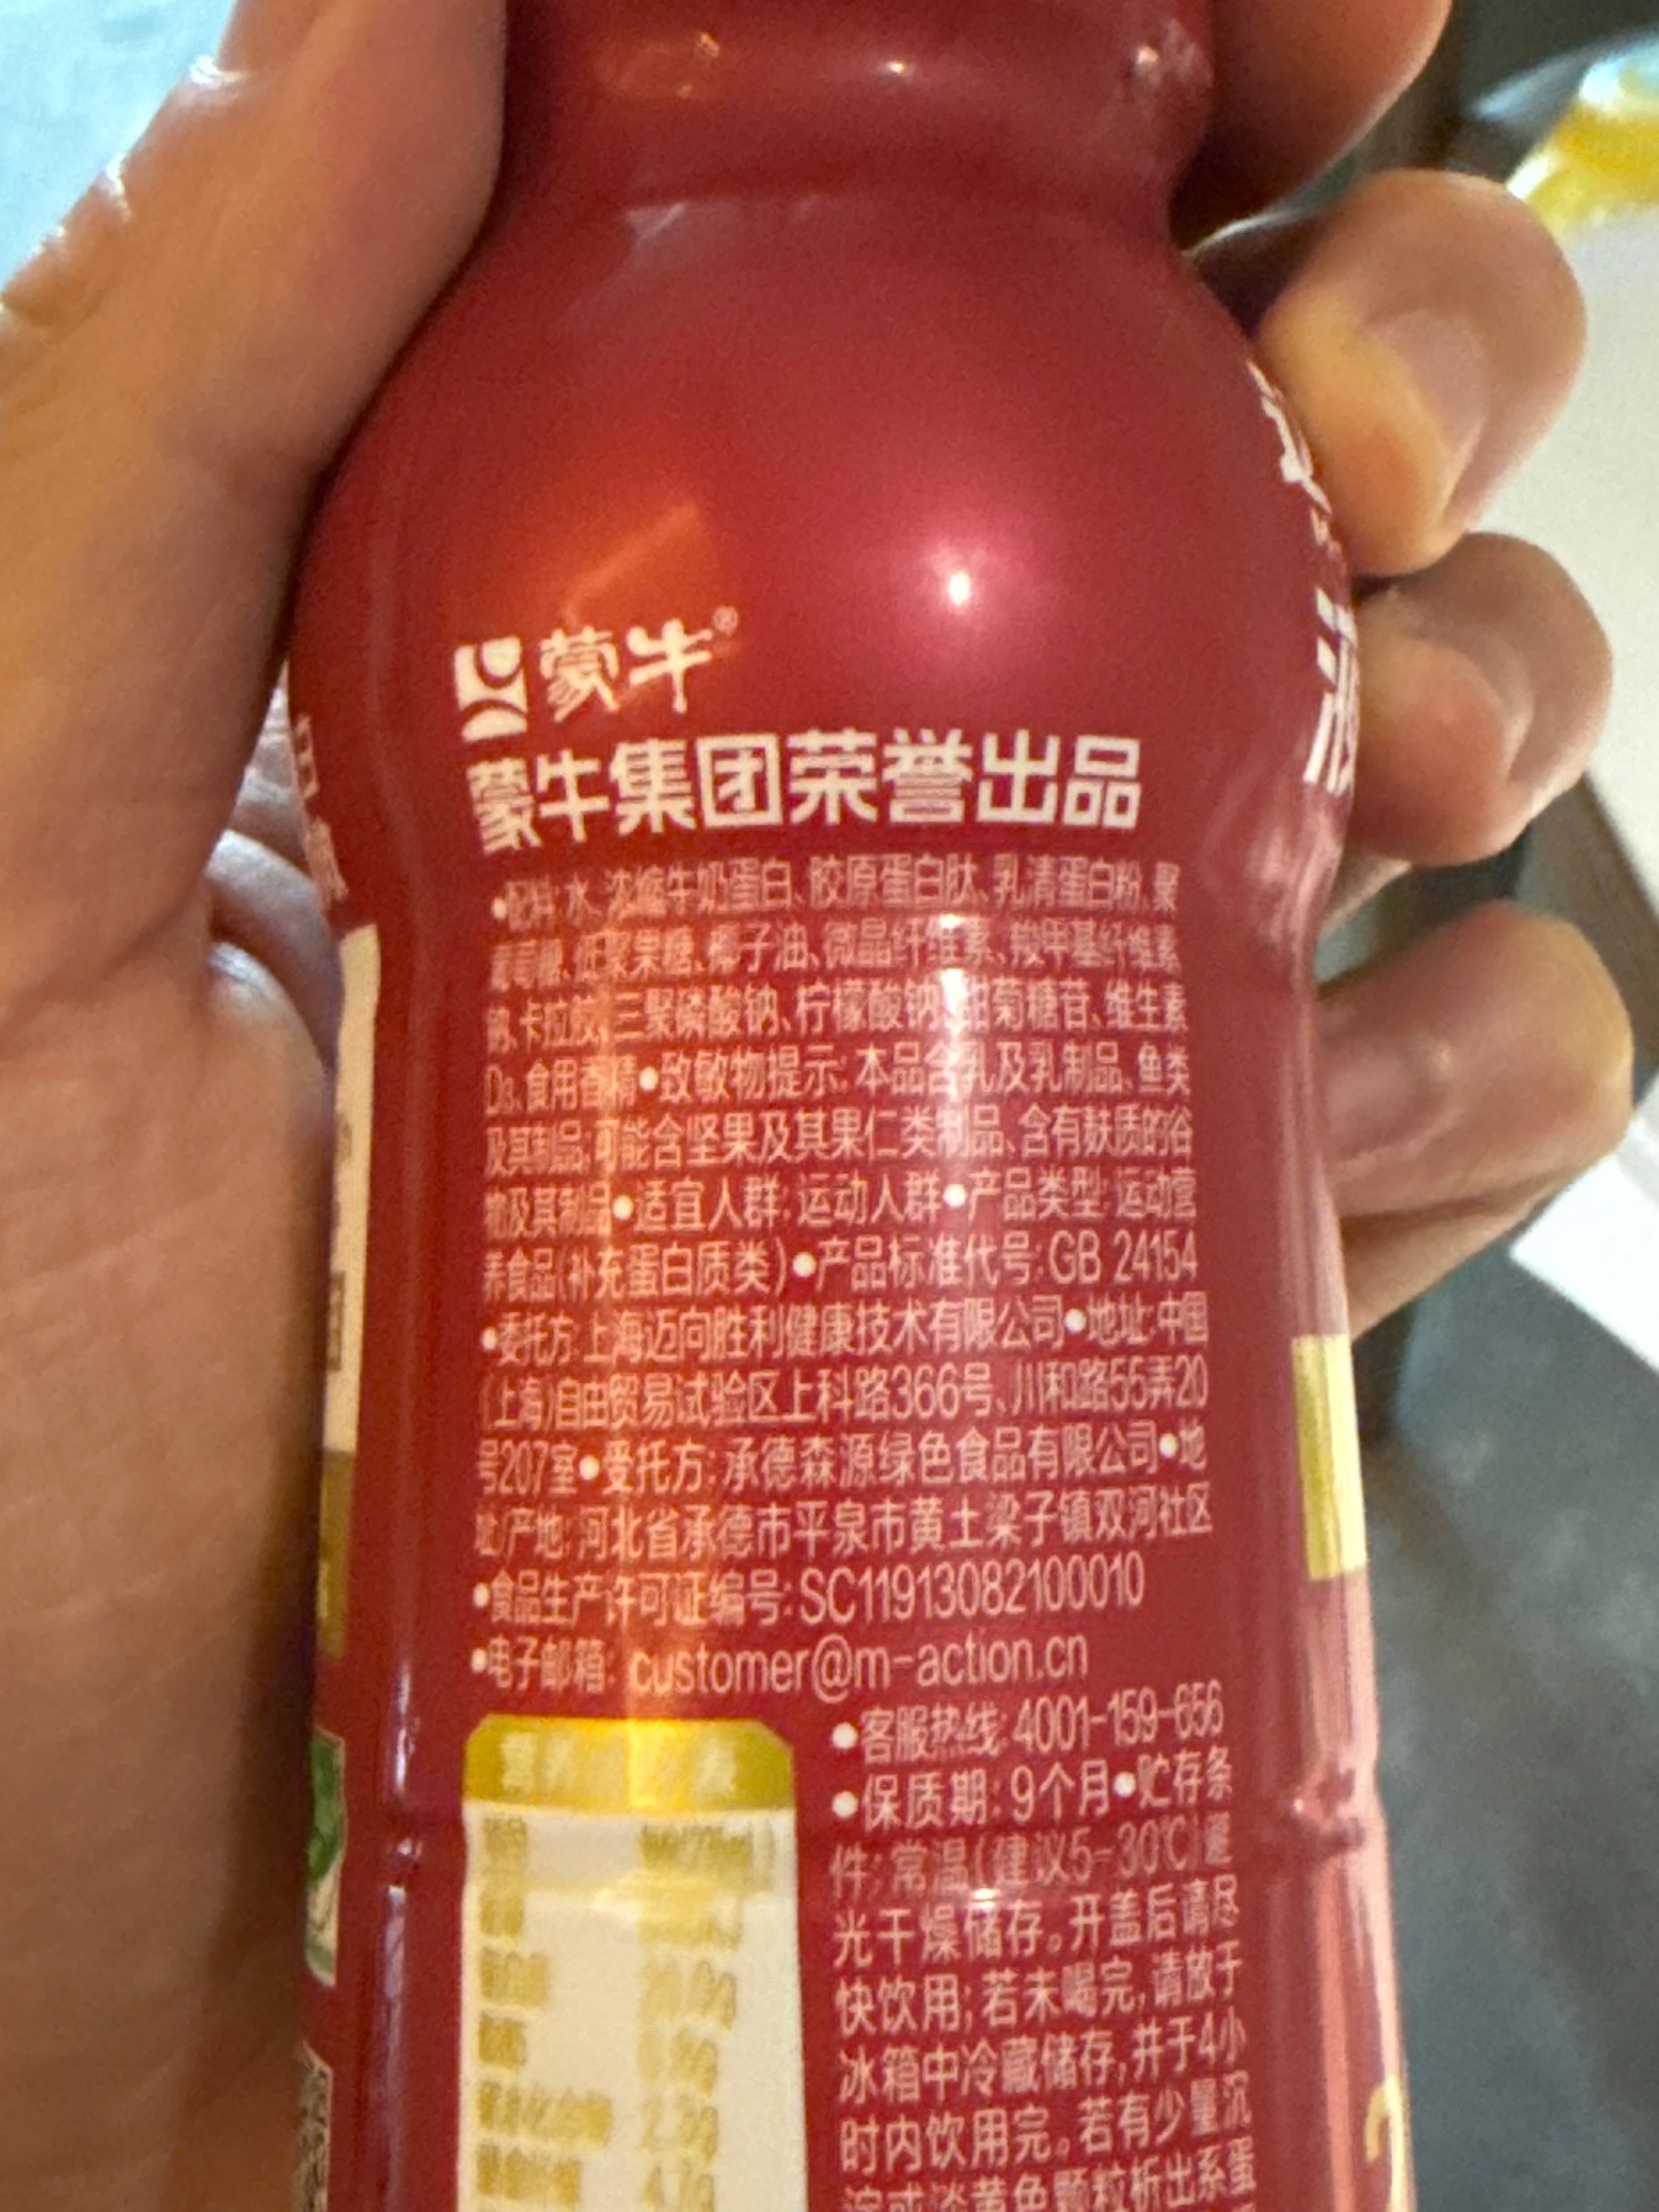 蒙牛®
蒙牛集团荣誉出品
•配料:水、浓缩牛奶蛋白、胶原蛋白肽、乳清蛋白粉、聚
葡萄糖、低聚果糖、椰子油、微晶纤维素、羧甲基纤维素
钠、卡拉胶、三聚磷酸钠、柠檬酸钠、甜菊糖苷、维生素
D₃、食用香精•致敏物提示:本品含乳及乳制品、鱼类
及其制品;可能含坚果及其果仁类制品、含有麸质的谷
物及其制品•适宜人群:运动人群•产品类型:运动营
养食品(补充蛋白质类)•产品标准代号:GB 24154
•委托方:上海迈向胜利健康技术有限公司•地址:中国
(上海)自由贸易试验区上科路366号、川和路55弄20
号207室•受托方:承德森源绿色食品有限公司•地
址/产地:河北省承德市平泉市黄土梁子镇双河社区
•食品生产许可证编号:SC11913082100010
•电子邮箱:customer@m-action.cn
•客服热线:4001-159-656
•保质期:9个月•贮存条
件:常温(建议5-30℃)避
光干燥储存。开盖后请尽
快饮用;若未喝完,请放于
冰箱中冷藏储存,并于4小
时内饮用完。若有少量沉
淀或淡黄色颗粒析出系蛋